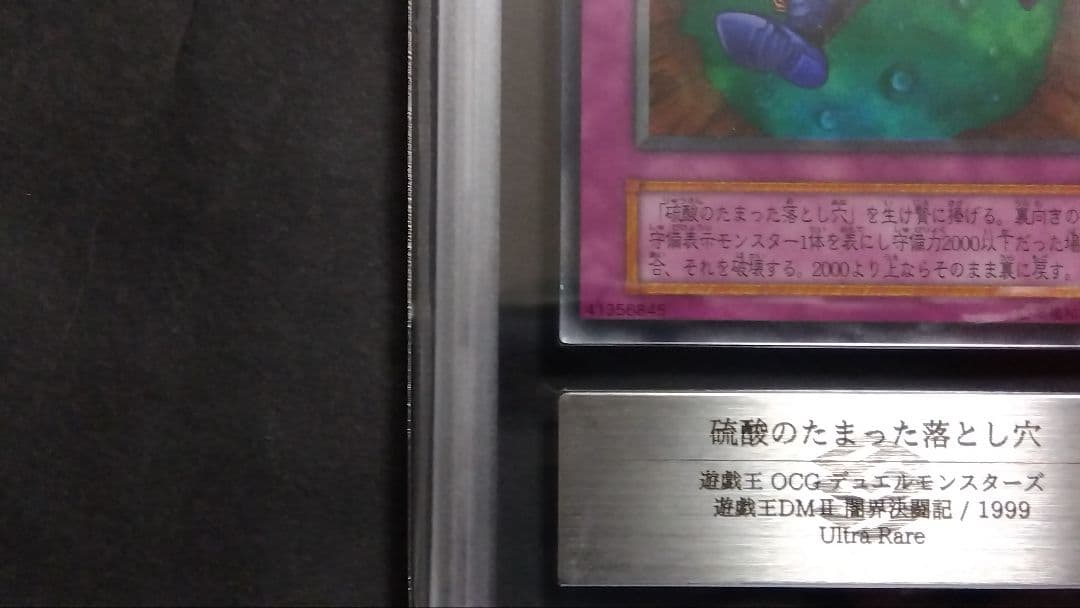 「硫酸のたまった落とし穴」を生け贄に捧げる。裏向きの
守備表示モンスター1体を表にし守備力2000以下だった場
合、それを破壊する。2000より上ならそのまま裏に戻す。
41356845
硫酸のたまった落とし穴
遊戯王 OCG デュエルモンスターズ
遊戯王DMⅡ 闇界決闘記 / 1999
Ultra Rare